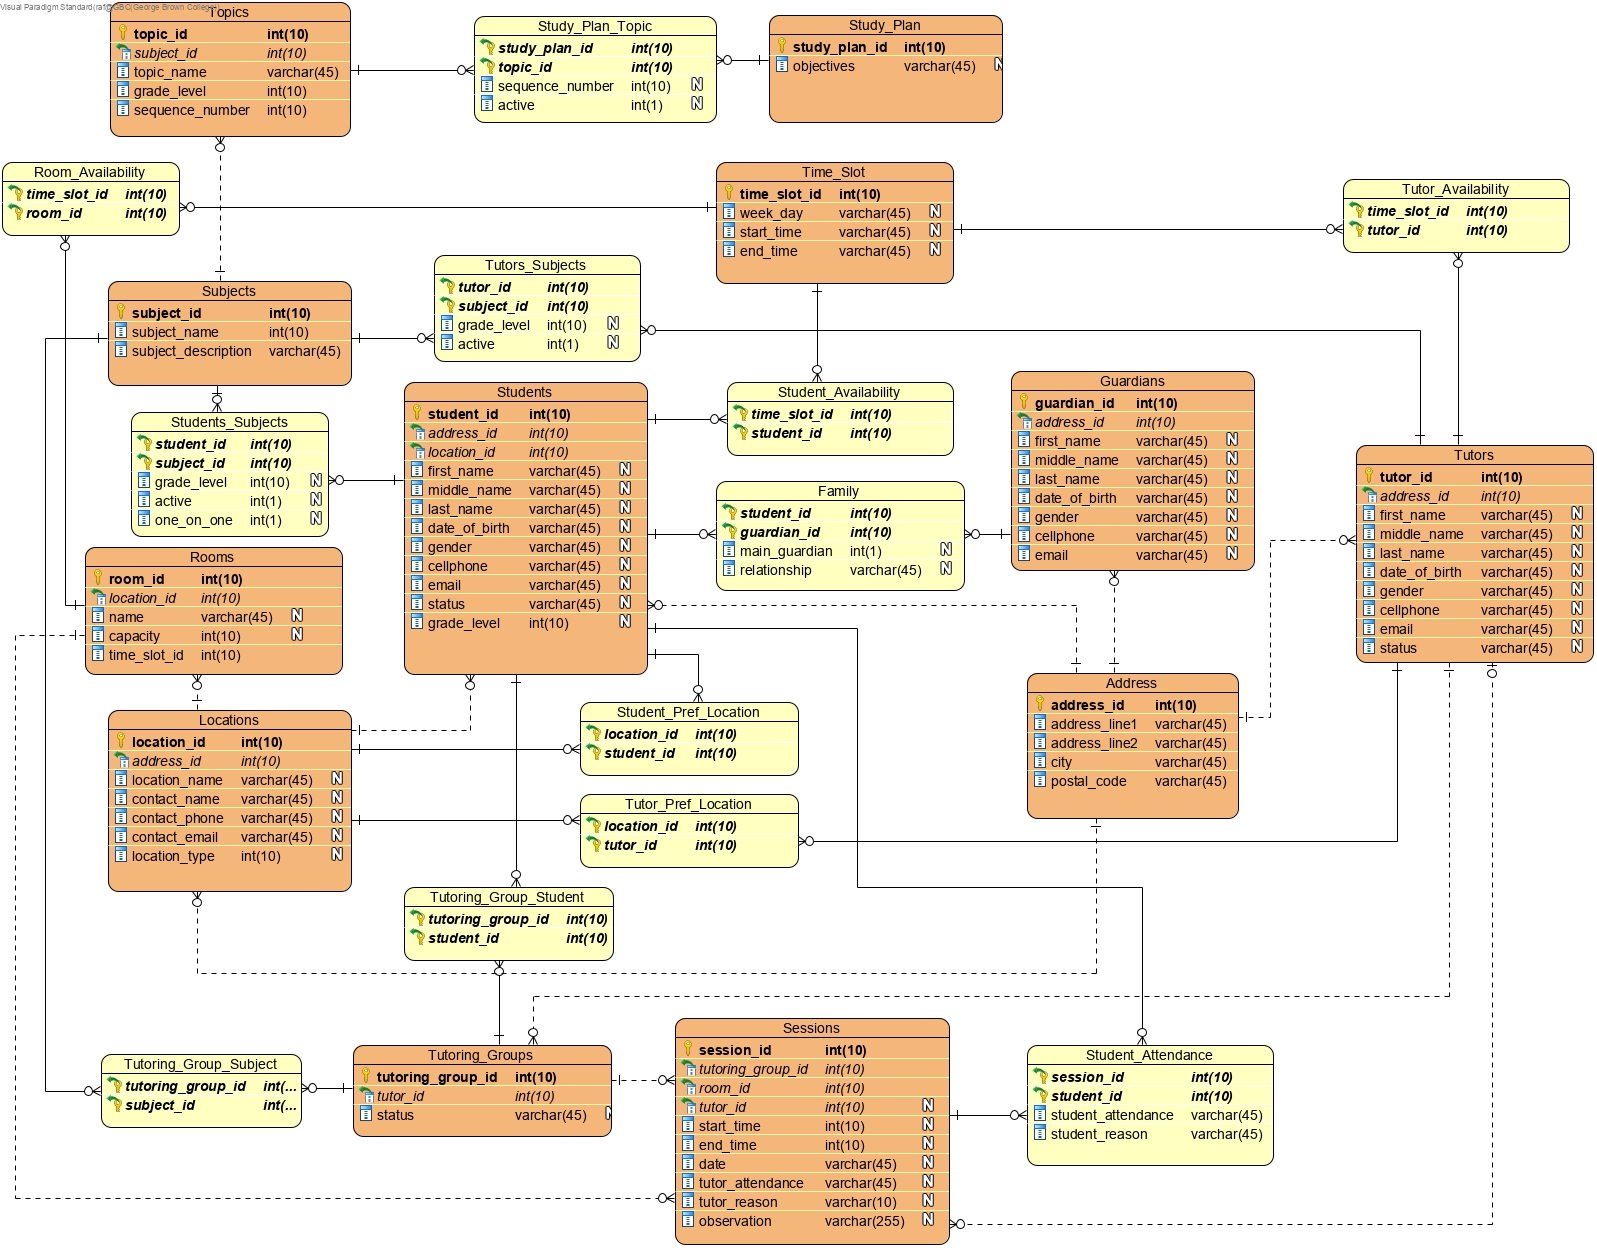 Visual Paradigm Standard(raf@GBC(George Brown College))
Topics
topic_id int(10)
subject_id int(10)
topic_name varchar(45)
grade_level int(10)
sequence_number int(10)
Study_Plan_Topic
study_plan_id int(10)
topic_id int(10)
sequence_number int(10) N
active int(1) N
Study_Plan
study_plan_id int(10)
objectives varchar(45) N
Room_Availability
time_slot_id int(10)
room_id int(10)
Time_Slot
time_slot_id int(10)
week_day varchar(45) N
start_time varchar(45) N
end_time varchar(45) N
Tutor_Availability
time_slot_id int(10)
tutor_id int(10)
Subjects
subject_id int(10)
subject_name int(10)
subject_description varchar(45)
Tutors_Subjects
tutor_id int(10)
subject_id int(10)
grade_level int(10) N
active int(1) N
Students_Subjects
student_id int(10)
subject_id int(10)
grade_level int(10) N
active int(1) N
one_on_one int(1) N
Students
student_id int(10)
address_id int(10)
location_id int(10)
first_name varchar(45) N
middle_name varchar(45) N
last_name varchar(45) N
date_of_birth varchar(45) N
gender varchar(45) N
cellphone varchar(45) N
email varchar(45) N
status varchar(45) N
grade_level int(10) N
Student_Availability
time_slot_id int(10)
student_id int(10)
Guardians
guardian_id int(10)
address_id int(10)
first_name varchar(45) N
middle_name varchar(45) N
last_name varchar(45) N
date_of_birth varchar(45) N
gender varchar(45) N
cellphone varchar(45) N
email varchar(45) N
Family
student_id int(10)
guardian_id int(10)
main_guardian int(1) N
relationship varchar(45) N
Tutors
tutor_id int(10)
address_id int(10)
first_name varchar(45) N
middle_name varchar(45) N
last_name varchar(45) N
date_of_birth varchar(45) N
gender varchar(45) N
cellphone varchar(45) N
email varchar(45) N
status varchar(45) N
Rooms
room_id int(10)
location_id int(10)
name varchar(45) N
capacity int(10) N
time_slot_id int(10)
Locations
location_id int(10)
address_id int(10)
location_name varchar(45) N
contact_name varchar(45) N
contact_phone varchar(45) N
contact_email varchar(45) N
location_type int(10) N
Student_Pref_Location
location_id int(10)
student_id int(10)
Tutor_Pref_Location
location_id int(10)
tutor_id int(10)
Address
address_id int(10)
address_line1 varchar(45)
address_line2 varchar(45)
city varchar(45)
postal_code varchar(45)
Tutoring_Group_Student
tutoring_group_id int(10)
student_id int(10)
Tutoring_Group_Subject
tutoring_group_id int(...
subject_id int(...
Tutoring_Groups
tutoring_group_id int(10)
tutor_id int(10)
status varchar(45) N
Sessions
session_id int(10)
tutoring_group_id int(10)
room_id int(10)
tutor_id int(10) N
start_time int(10) N
end_time int(10) N
date varchar(45) N
tutor_attendance varchar(45) N
tutor_reason varchar(10) N
observation varchar(255) N
Student_Attendance
session_id int(10)
student_id int(10)
student_attendance varchar(45)
student_reason varchar(45)